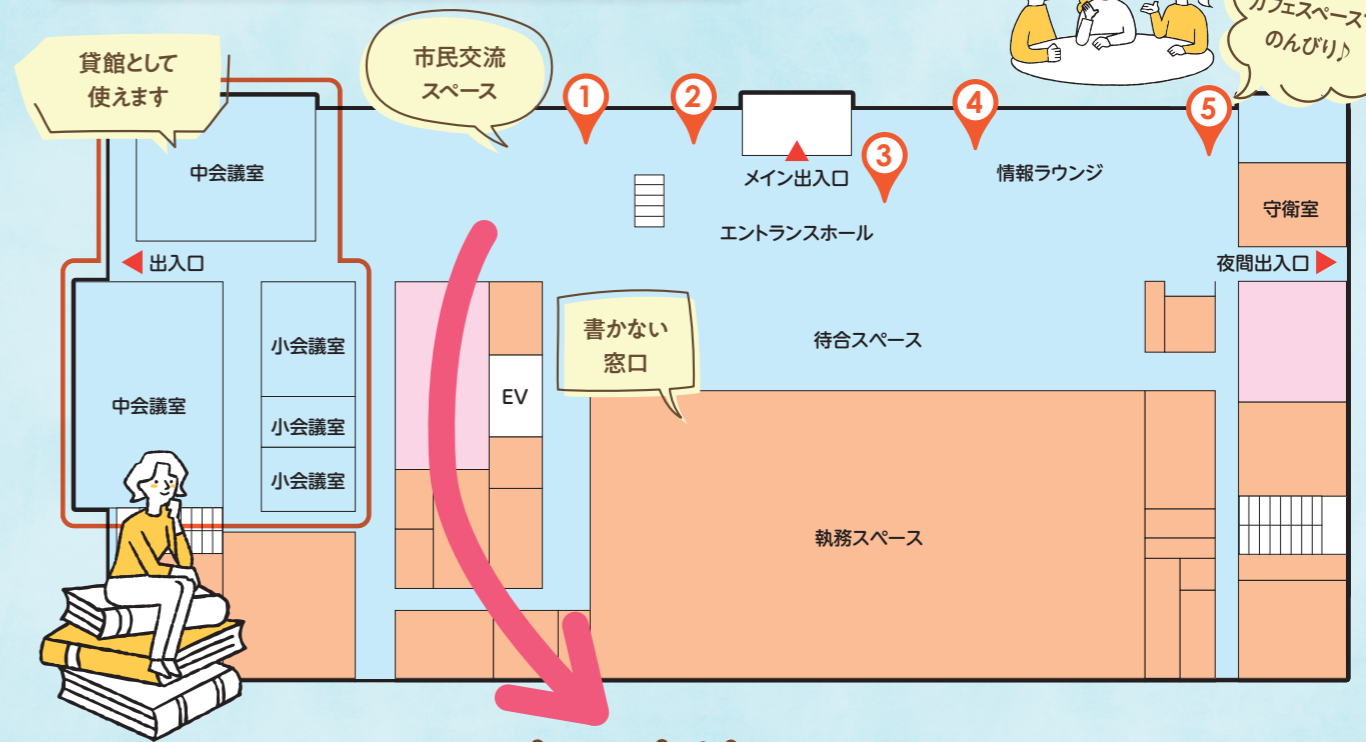 貸館として
使えます
市民交流
スペース
カフェスペースで
のんびり♪
1
2
3
4
5
中会議室
メイン出入口
情報ラウンジ
守衛室
エントランスホール
出入口
夜間出入口
書かない
窓口
待合スペース
小会議室
中会議室
EV
小会議室
小会議室
執務スペース